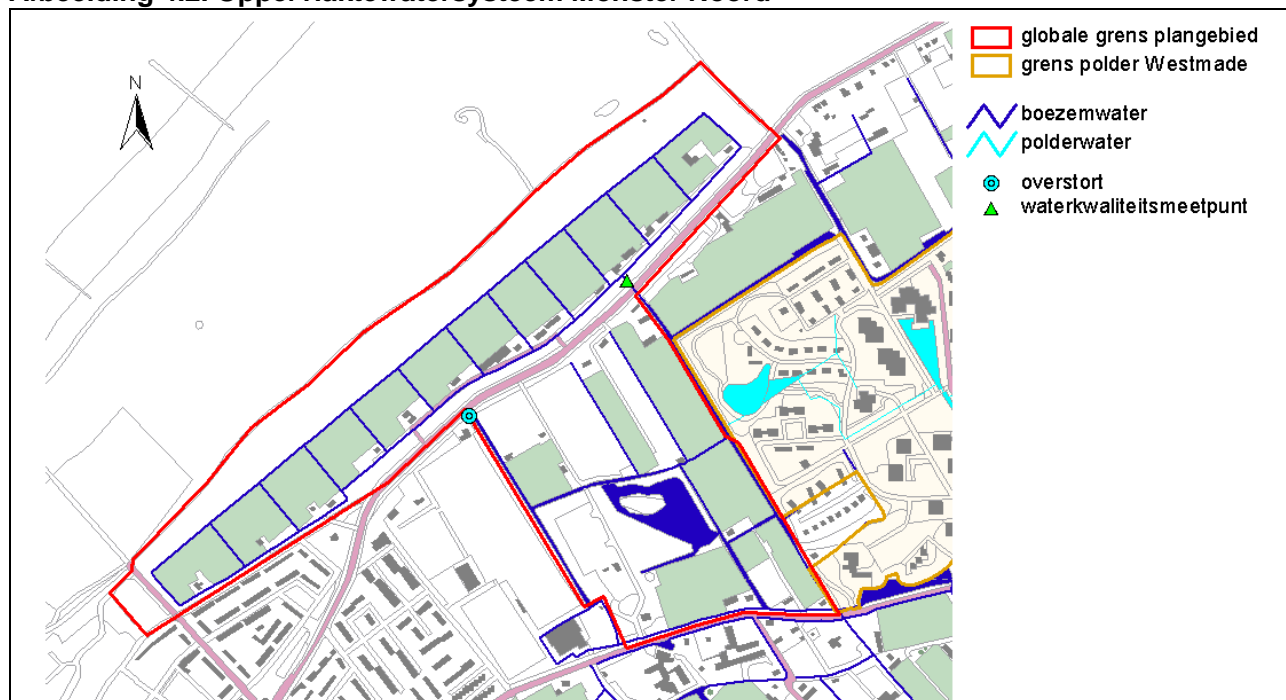 N
globale grens plangebied
grens polder Westmade
boezemwater
polderwater
overstort
waterkwaliteitsmeetpunt